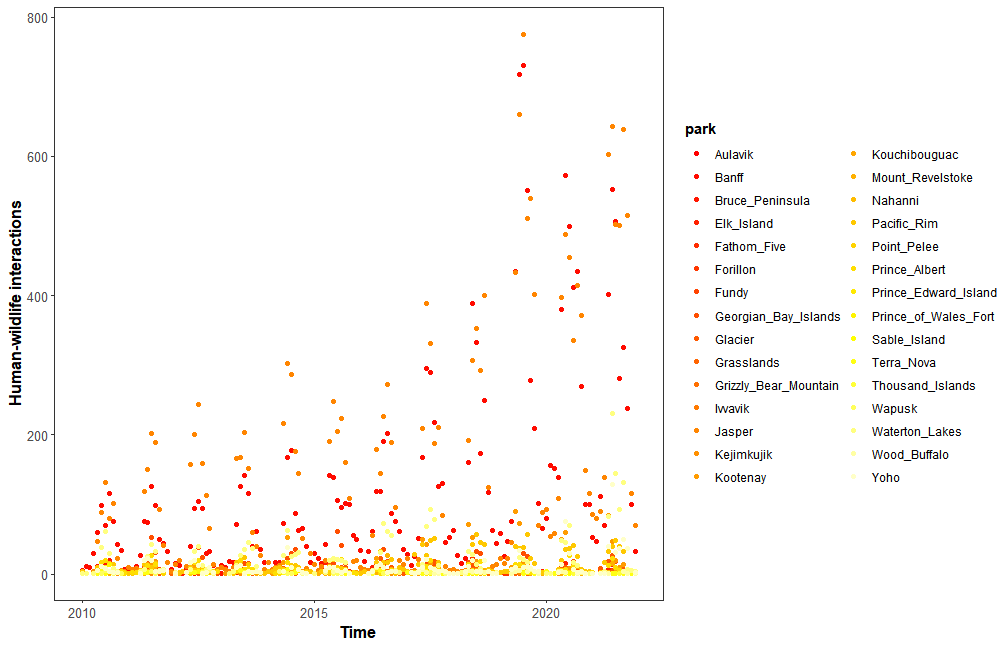 800
600
400
200
0
Human-wildlife interactions
2010
2015
2020
Time
park
Aulavik
Banff
Bruce_Peninsula
Elk_Island
Fathom_Five
Forillon
Fundy
Georgian_Bay_Islands
Glacier
Grasslands
Grizzly_Bear_Mountain
Ivvavik
Jasper
Kejimkujik
Kootenay
Kouchibouguac
Mount_Revelstoke
Nahanni
Pacific_Rim
Point_Pelee
Prince_Albert
Prince_Edward_Island
Prince_of_Wales_Fort
Sable_Island
Terra_Nova
Thousand_Islands
Wapusk
Waterton_Lakes
Wood_Buffalo
Yoho